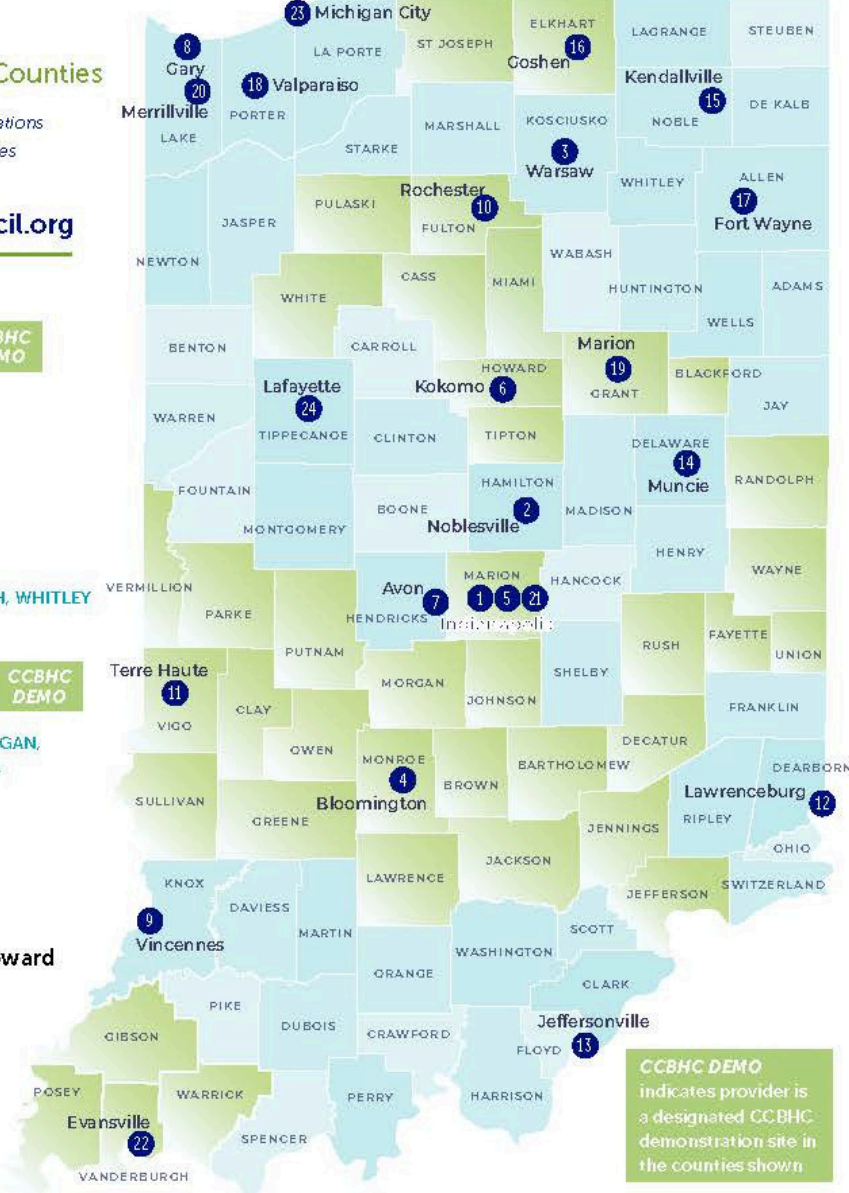 23 Michigan City
ELKHART
LAGRANGE
STEUBEN
8
ST JOSEPH
16
LA PORTE
Goshen
Counties
Gary
Kendallville
20
18 Valparaiso
15
Merrillville
PORTER
DE KALB
LAKE
MARSHALL
KOSCIUSKO
NOBLE
STARKE
3
Warsaw
ALLEN
WHITLEY
17
Rochester
PULASKI
10
Fort Wayne
cil.org
JASPER
FULTON
WABASH
NEWTON
CASS
MIAMI
HUNTINGTON
ADAMS
WHITE
WELLS
MO
BENTON
CARROLL
Marion
HOWARD
19
BLACKFORD
Lafayette
Kokomo 6
GRANT
JAY
24
WARREN
TIPPECANOE
CLINTON
TIPTON
DELAWARE
14
Muncie
RANDOLPH
FOUNTAIN
HAMILTON
BOONE
2
MADISON
MONTGOMERY
Noblesville
HENRY
WAYNE
VERMILLION
Avon
MARION
HANCOCK
H, WHITLEY
7
1 5 21
PARKE
HENDRICKS
Indianapolis
PUTNAM
RUSH
FAYETTE
UNION
Terre Haute
CCBHC
DEMO
11
MORGAN
SHELBY
JOHNSON
VIGO
CLAY
FRANKLIN
GAN,
OWEN
MONROE
DECATUR
4
BROWN
BARTHOLOMEW
DEARBORN
Bloomington
Lawrenceburg
12
SULLIVAN
GREENE
JENNINGS
RIPLEY
OHIO
JACKSON
KNOX
LAWRENCE
JEFFERSON
SWITZERLAND
DAVIESS
9
Vincennes
MARTIN
SCOTT
WASHINGTON
ward
ORANGE
CLARK
PIKE
Jeffersonville
GIBSON
DUBOIS
CRAWFORD
FLOYD
13
CCBHC DEMO
indicates provider is
a designated CCBHC
demonstration site in
the counties shown
POSEY
WARRICK
PERRY
HARRISON
Evansville
22
SPENCER
VANDERBURGH